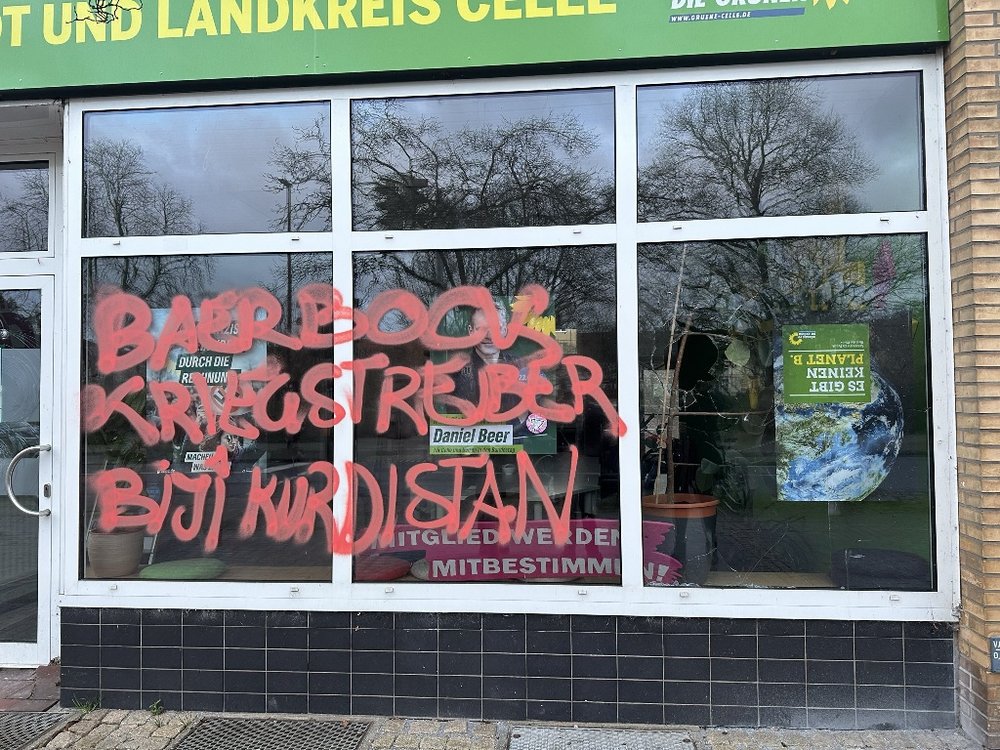 DT UND LANDKREIS CELLE
DIE GRÜNEN
WWW.GRUENE-CELLE.DE
BAERBOCK
KRIEGSTREIBER
BIJI KURDISTAN
DURCH DIE
MACHEN
Daniel Beer
MITGLIED WERDEN
MITBESTIMMEN!
ES GIBT
KEINEN
PLANET B.